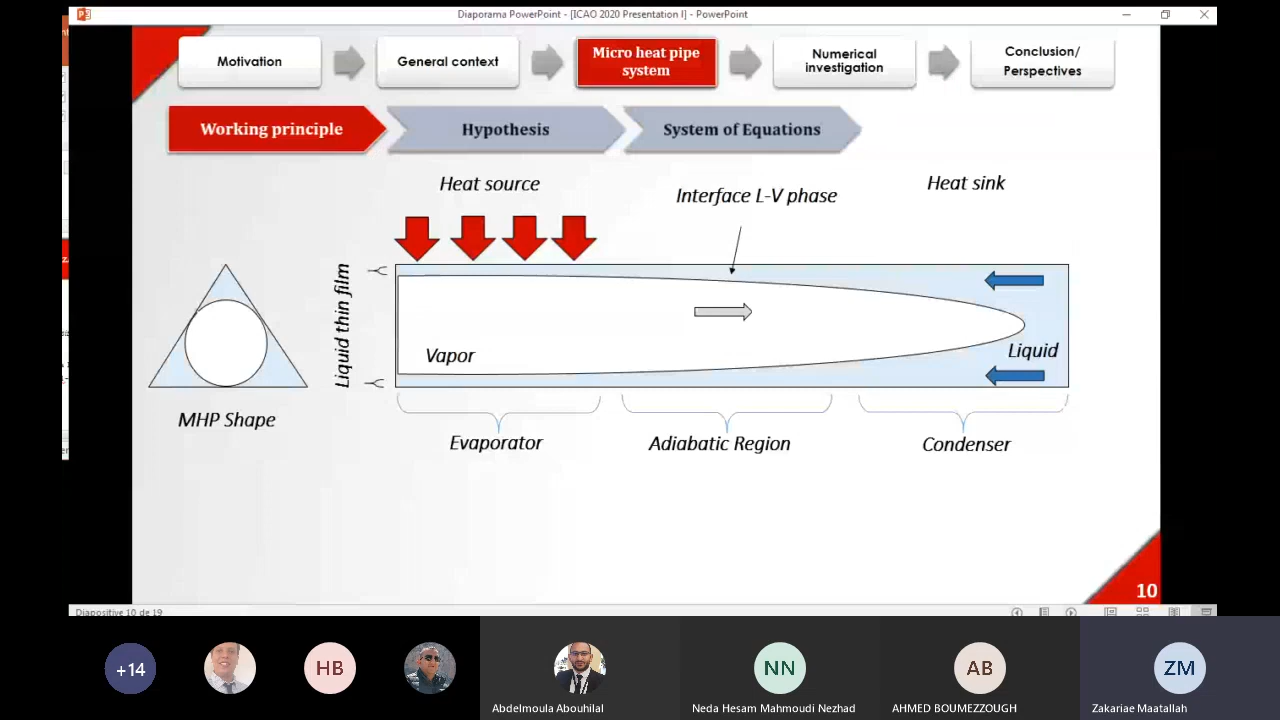 Diaporama PowerPoint - [ICAO 2020 Presentation I] - PowerPoint
Motivation
General context
Micro heat pipe
system
Numerical
investigation
Conclusion/
Perspectives
Working principle
Hypothesis
System of Equations
Heat source
Interface L-V phase
Heat sink
Liquid thin film
Vapor
Liquid
MHP Shape
Evaporator
Adiabatic Region
Condenser
10
Diapositive 10 de 19
+14
HB
NN
AB
ZM
Abdelmoula Abouhilal
Neda Hesam Mahmoudi Nezhad
AHMED BOUMEZZOUGH
Zakariae Maatallah